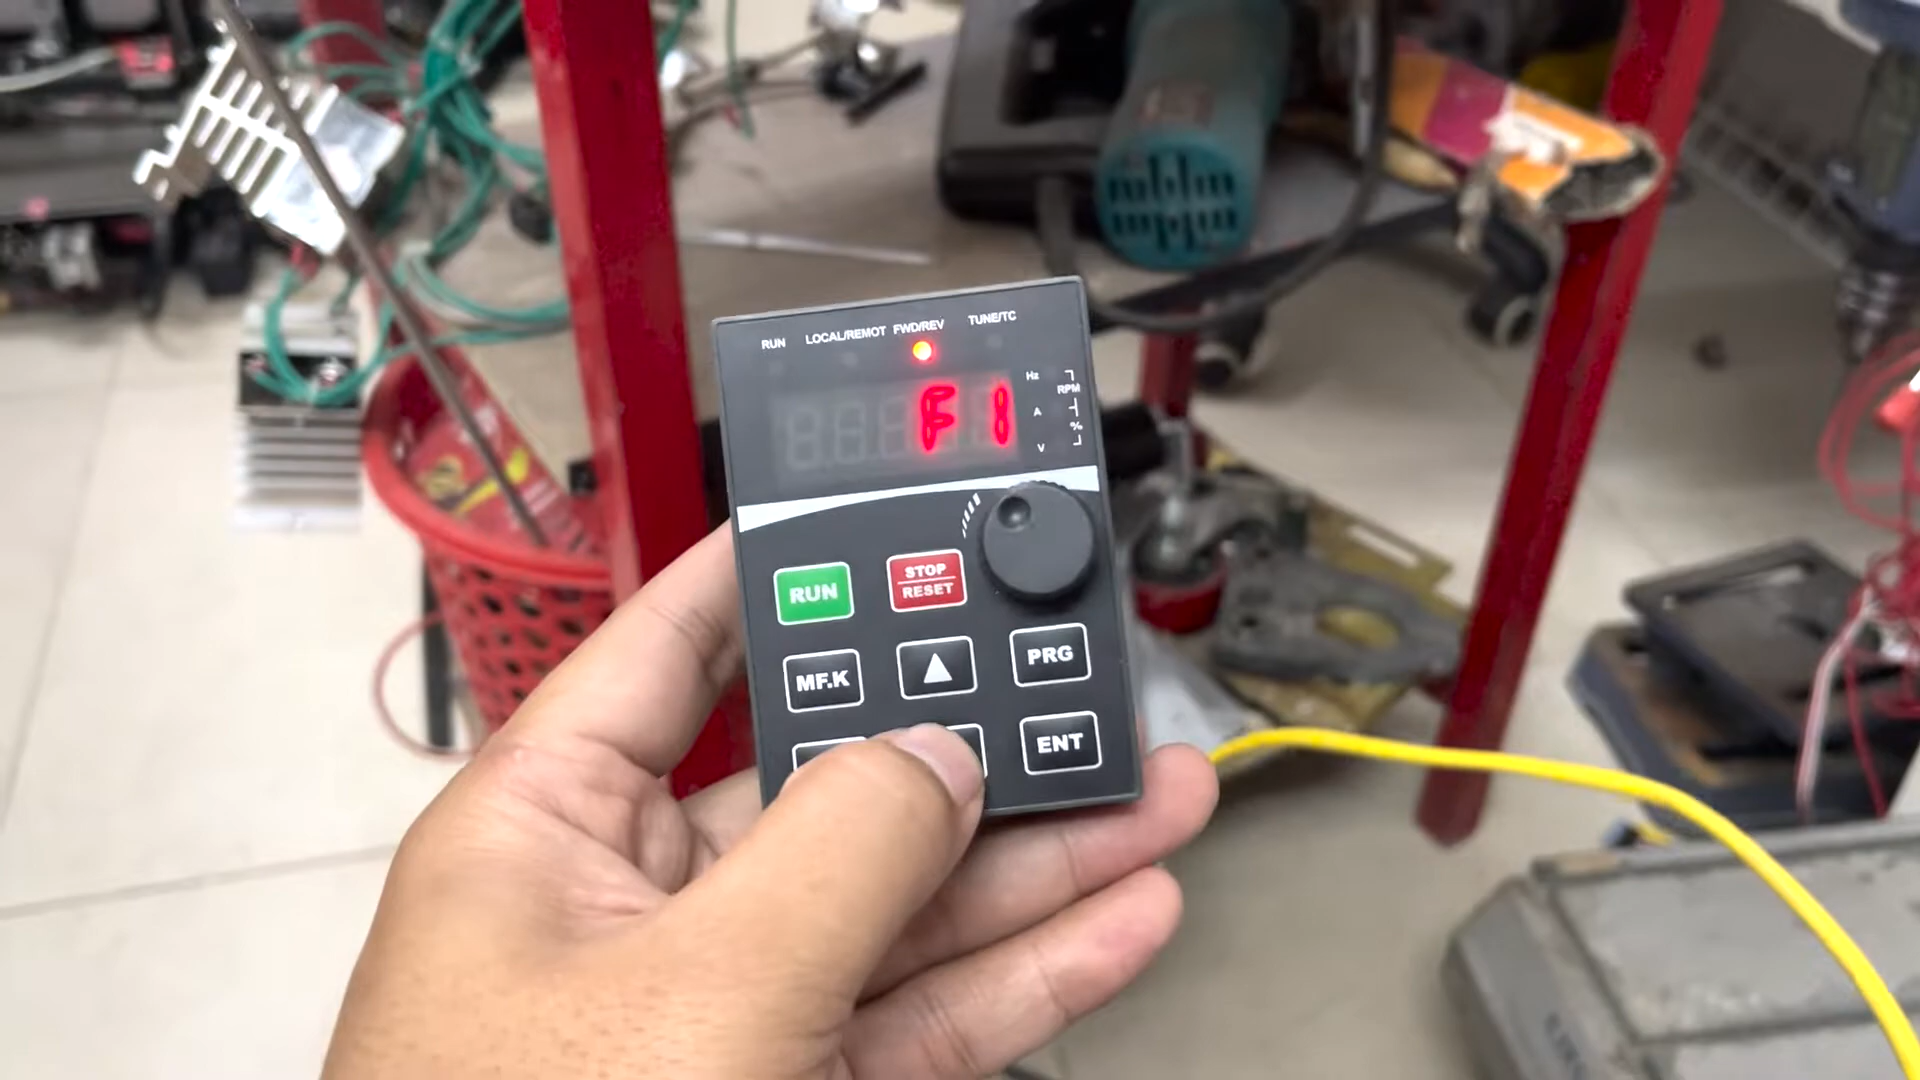 RUN LOCAL/REMOT FWD/REV TUNE/TC
Hz
RPM
A
%
V
F1
RUN
STOP
RESET
MF.K
PRG
ENT